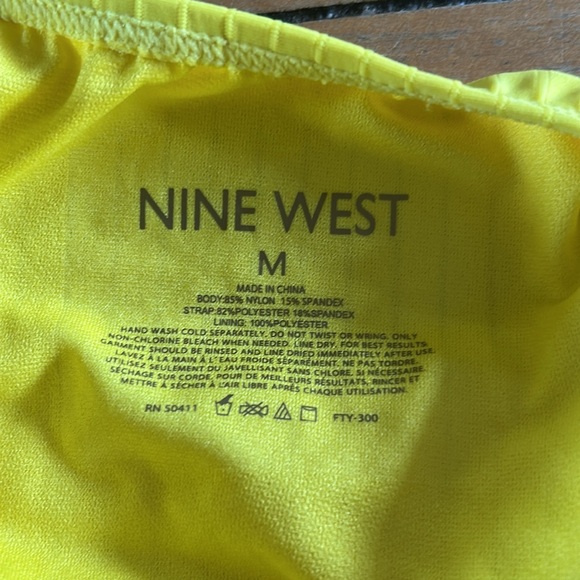 NINE WEST
M
MADE IN CHINA
BODY:85% NYLON 15% SPANDEX
STRAP:82%POLYESTER 18%SPANDEX
LINING: 100%POLYESTER
HAND WASH COLD SEPARATELY. DO NOT TWIST OR WRING. ONLY
NON-CHLORINE BLEACH WHEN NEEDED. LINE DRY. FOR BEST RESULTS,
GARMENT SHOULD BE RINSED AND LINE DRIED IMMEDIATELY AFTER USE.
LAVEZ À LA MAIN À L'EAU FROIDE SÉPARÉMENT. NE PAS TORDRE.
UTILISEZ SEULEMENT DU JAVELLISANT SANS CHLORE, SI NÉCESSAIRE.
SÉCHAGE SUR CORDE. POUR DE MEILLEURS RÉSULTATS, RINCER ET
METTRE À SÉCHER À L'AIR LIBRE APRÈS CHAQUE UTILISATION.
RN 50411 FTY-300